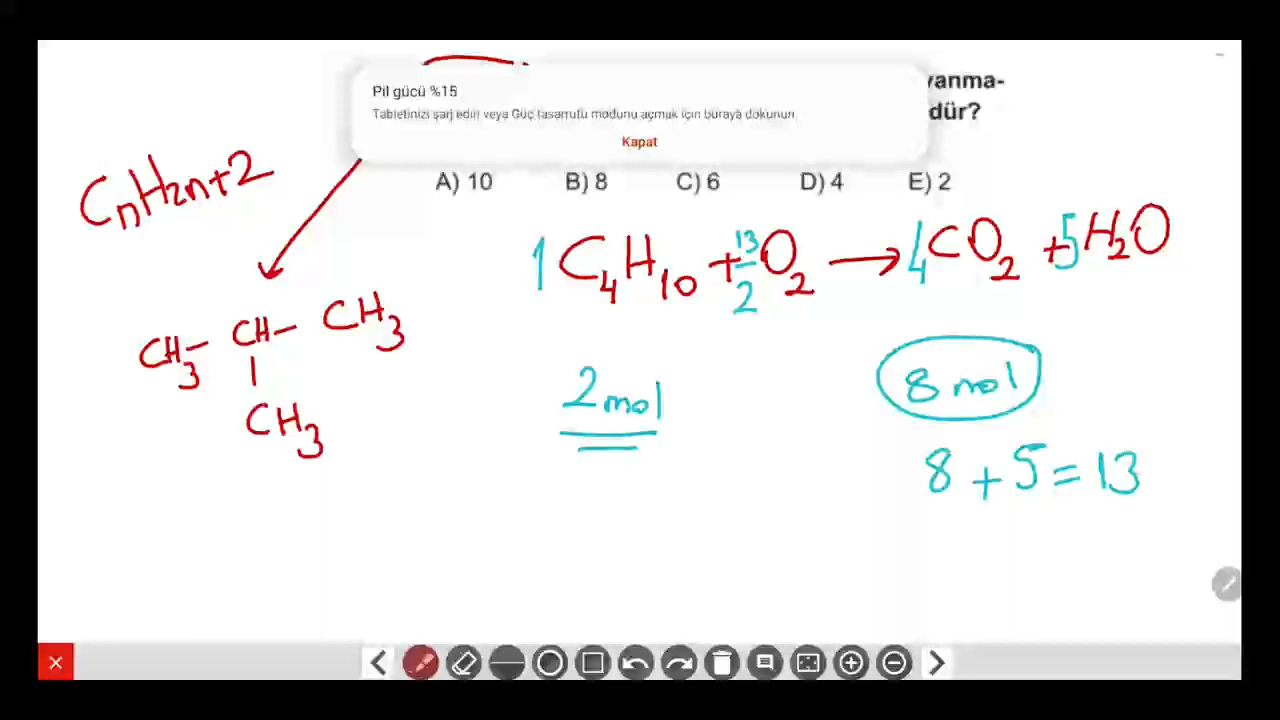 yanma-
dür?
Pil gücü %15
Tabletinizi şarj edin veya Güç tasarrufu modunu açmak için buraya dokunun.
Kapat
A) 10 B) 8 C) 6 D) 4 E) 2
CnH2n+2
1 C4H10 + 13/2 O2 → 4CO2 + 5H2O
CH3 - CH - CH3
|
CH3
2 mol
8 mol
8 + 5 = 13